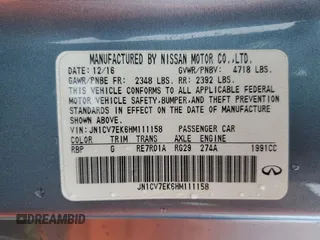 MANUFACTURED BY NISSAN MOTOR CO.,LTD.
DATE: 12/16 GVWR/PNBV: 4718 LBS.
GAWR/PNBE FR: 2348 LBS. RR: 2392 LBS.
THIS VEHICLE CONFORMS TO ALL APPLICABLE FEDERAL
MOTOR VEHICLE SAFETY,BUMPER,AND THEFT PREVENTION
STANDARDS IN EFFECT ON THE DATE OF
MANUFACTURE SHOWN ABOVE.
VIN: JN1CV7EK6HM111158 PASSENGER CAR
COLOR TRIM TRANS AXLE ENGINE
RBP G RE7R01A RG29 274A 1991CC
JN1CV7EK6HM111158
AUTOBIDMASTER